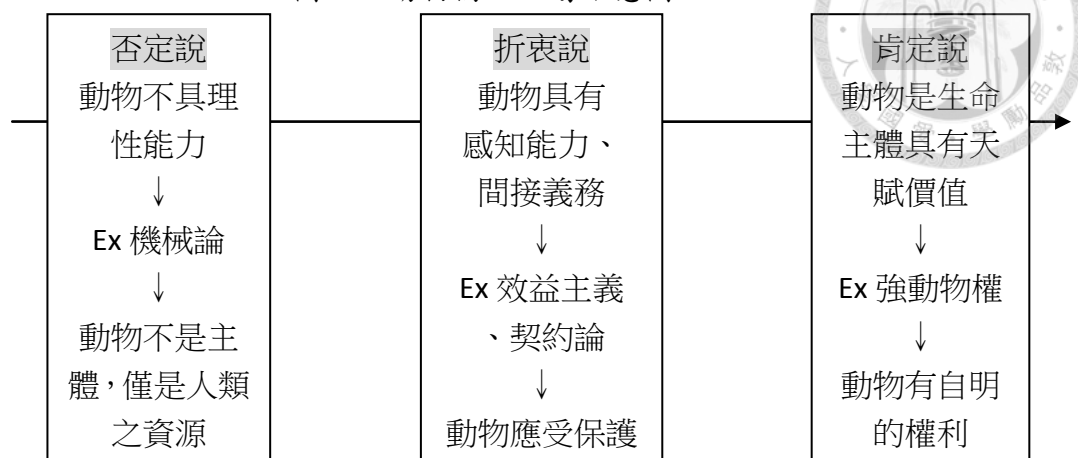 否定說
動物不具理
性能力
↓
Ex 機械論
↓
動物不是主
體，僅是人類
之資源
折衷說
動物具有
感知能力、
間接義務
↓
Ex 效益主義
、契約論
↓
動物應受保護
肯定說
動物是生命
主體具有天
賦價值
↓
Ex 強動物權
↓
動物有自明
的權利